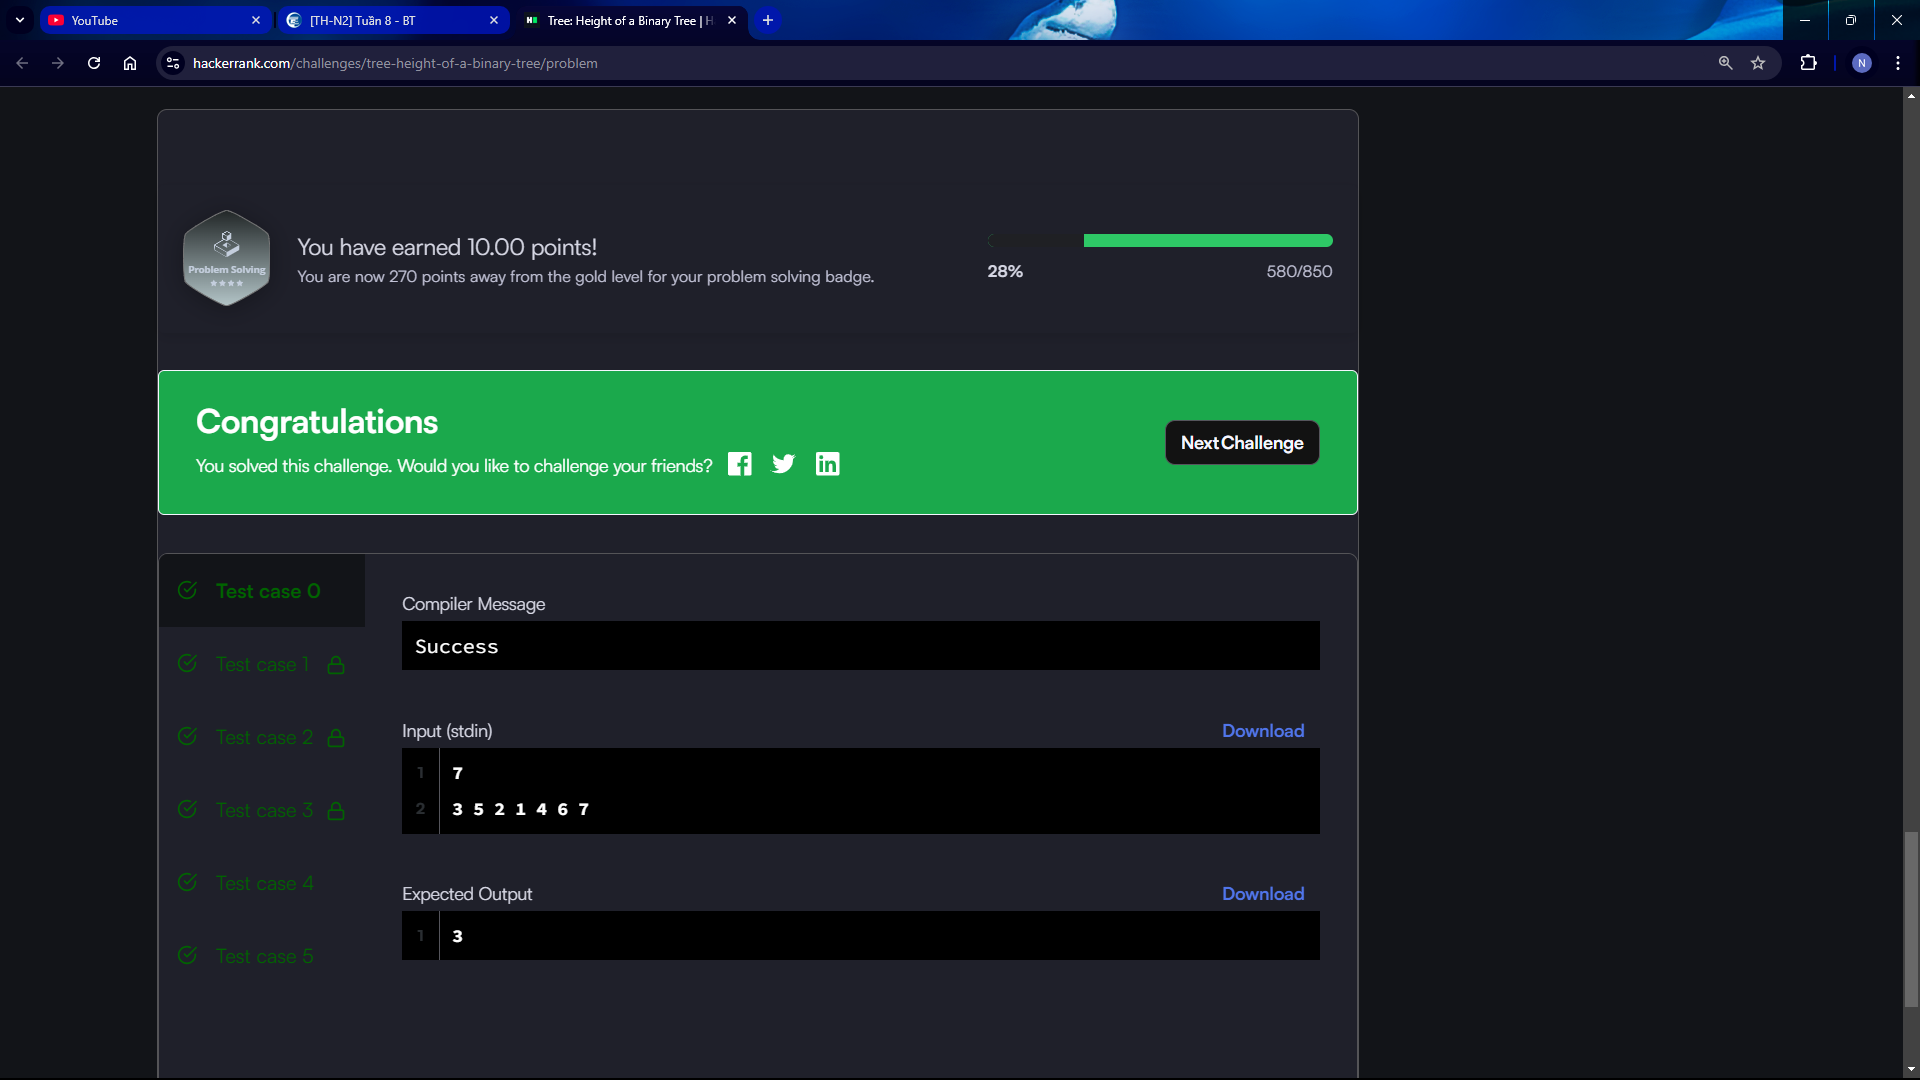 YouTube
[TH-N2] Tuần 8 - BT
Tree: Height of a Binary Tree | H
hackerrank.com/challenges/tree-height-of-a-binary-tree/problem
N
Problem Solving
You have earned 10.00 points!
You are now 270 points away from the gold level for your problem solving badge.
28%
580/850
Congratulations
You solved this challenge. Would you like to challenge your friends?
Next Challenge
Test case 0
Test case 1
Test case 2
Test case 3
Test case 4
Test case 5
Compiler Message
Success
Input (stdin)
Download
1 7
2 3 5 2 1 4 6 7
Expected Output
Download
1 3